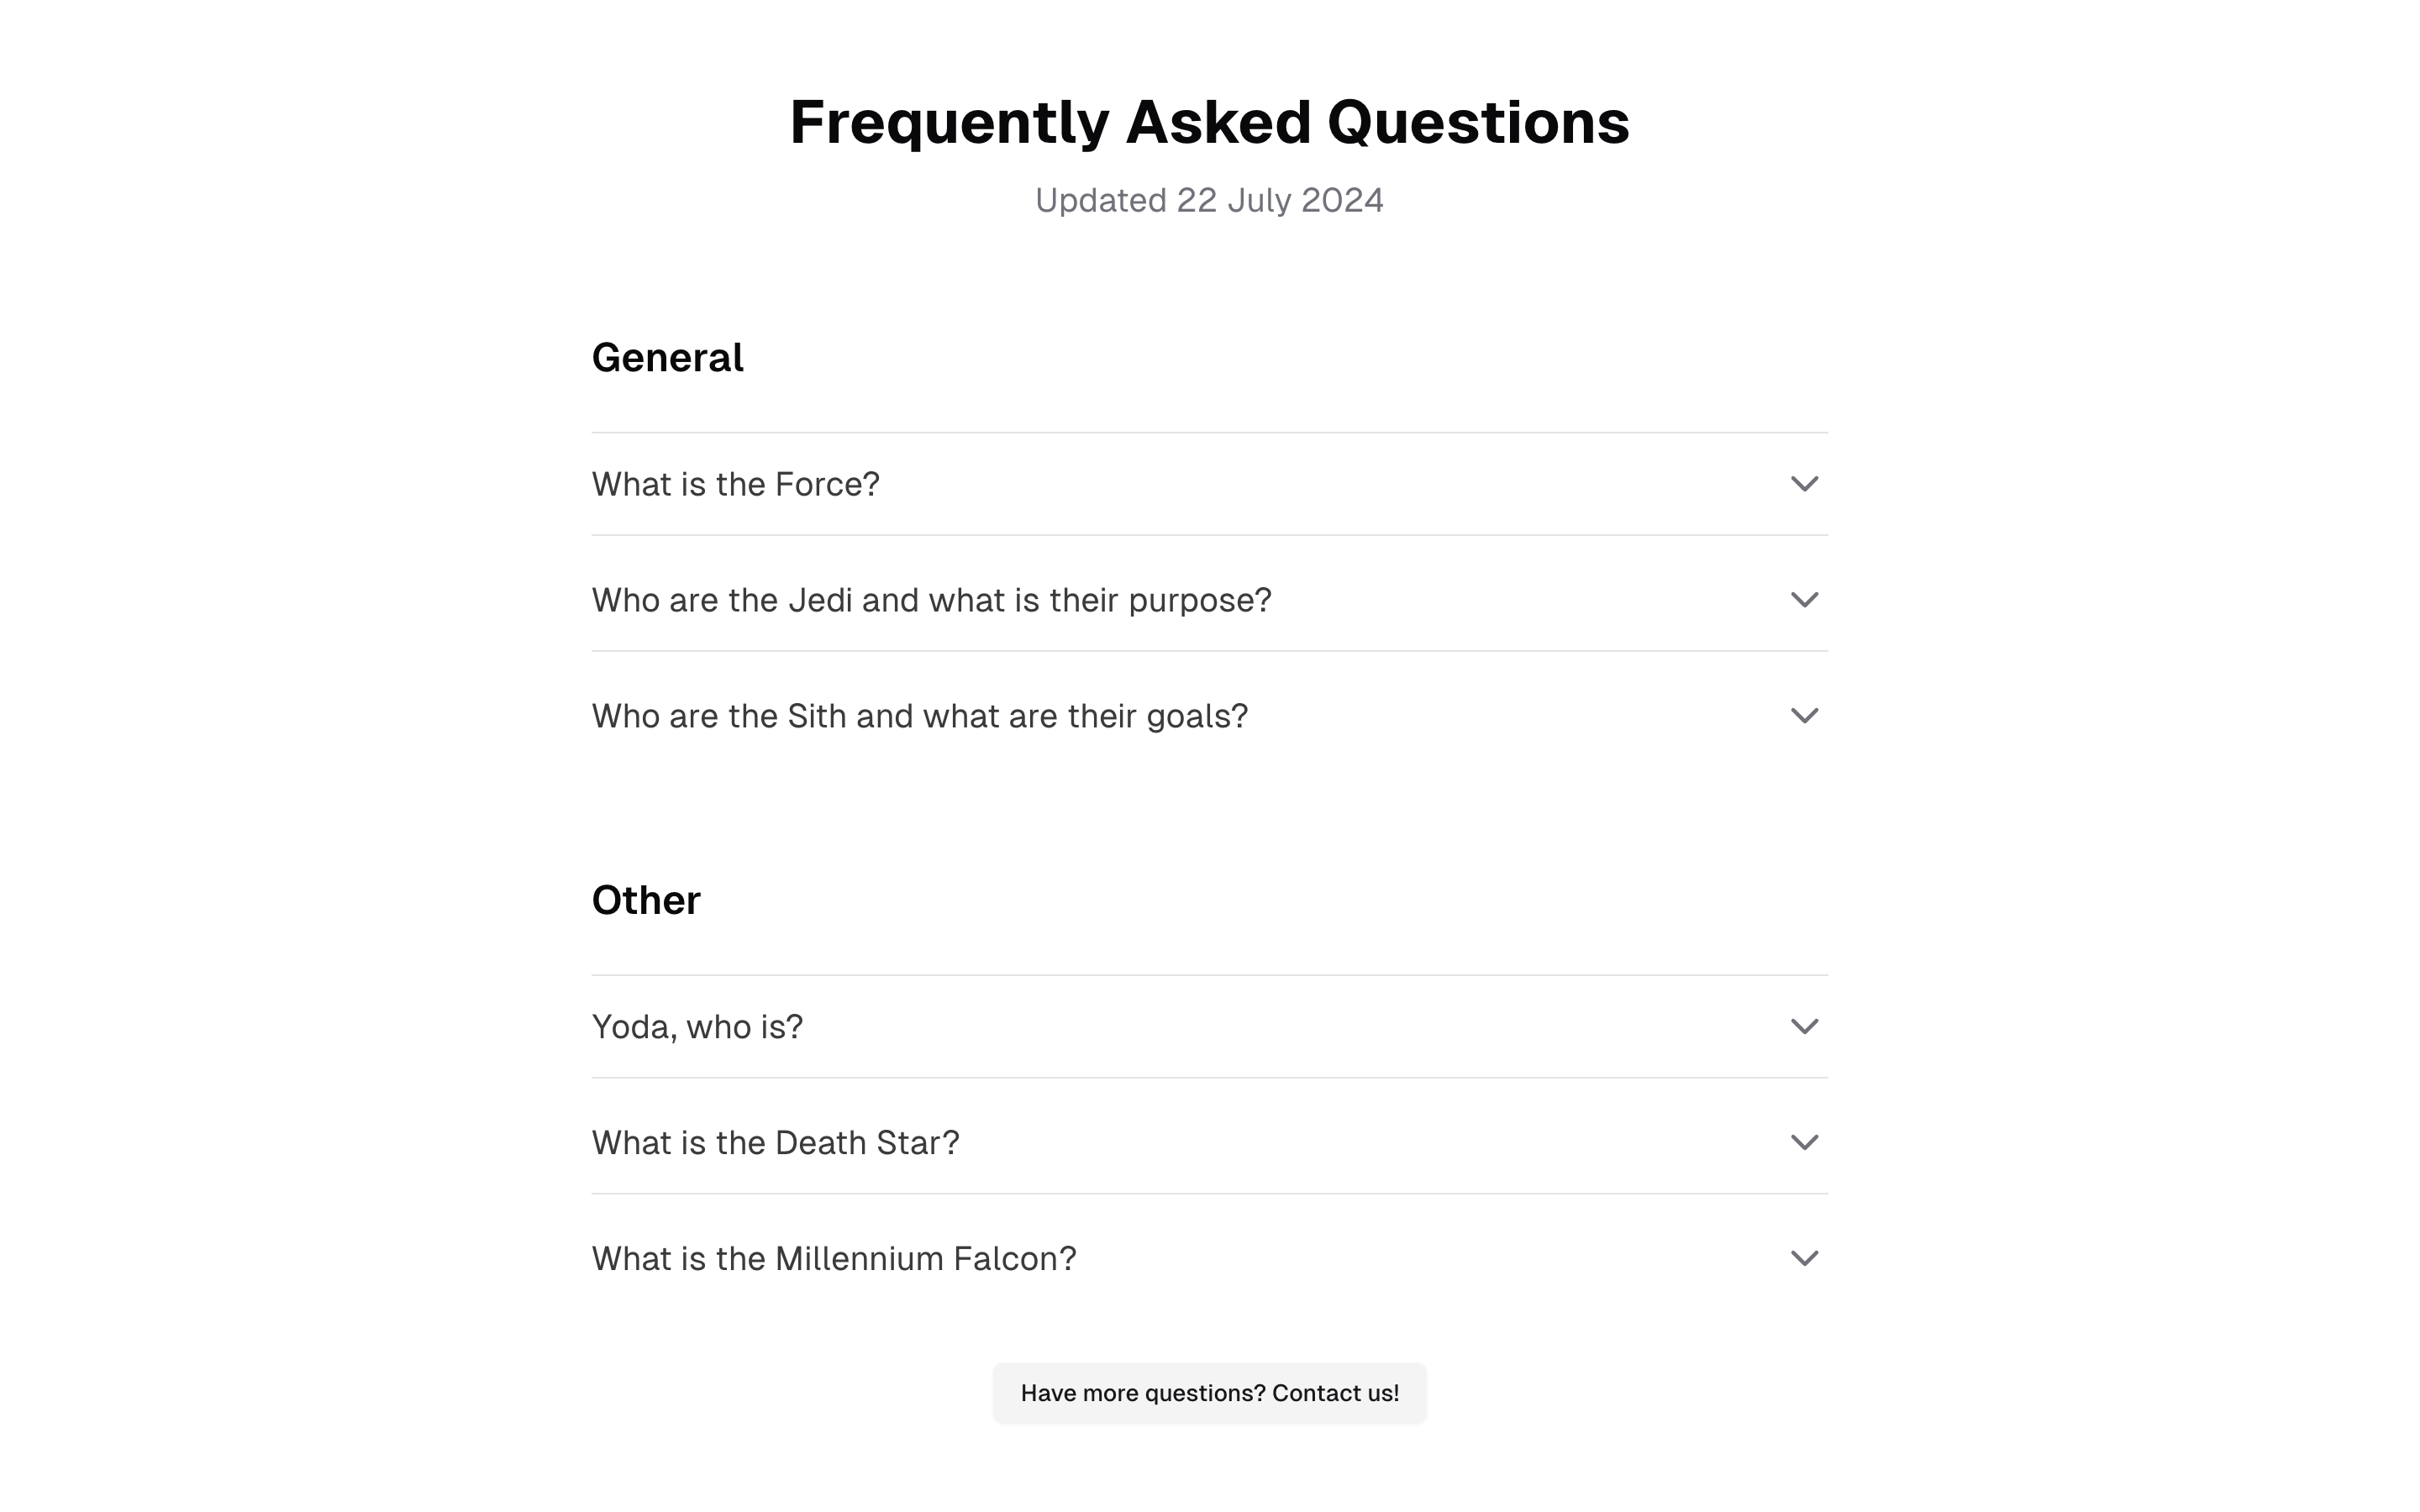 Frequently Asked Questions
Updated 22 July 2024
General
What is the Force?
Who are the Jedi and what is their purpose?
Who are the Sith and what are their goals?
Other
Yoda, who is?
What is the Death Star?
What is the Millennium Falcon?
Have more questions? Contact us!